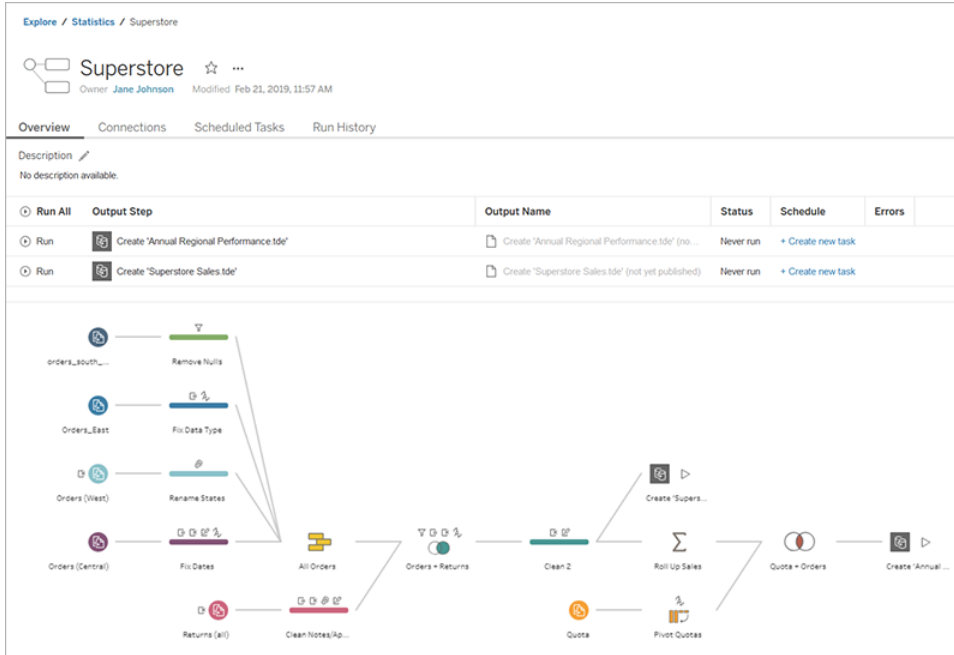 Explore / Statistics / Superstore
Superstore
Owner Jane Johnson Modified Feb 21, 2019, 11:57 AM
Overview Connections Scheduled Tasks Run History
Description
No description available.
Run All Output Step Output Name Status Schedule Errors
Run Create 'Annual Regional Performance.tde' Create 'Annual Regional Performance.tde' (no... Never run + Create new task
Run Create 'Superstore Sales.tde' Create 'Superstore Sales.tde' (not yet published) Never run + Create new task
orders_south_... Remove Nulls
Orders_East Fix Data Type
Orders (West) Rename States Create 'Supers...
Orders (Central) Fix Dates All Orders Orders + Returns Clean 2 Roll Up Sales Quota + Orders Create 'Annual ...
Returns (all) Clean Notes/Ap... Quota Pivot Quotas